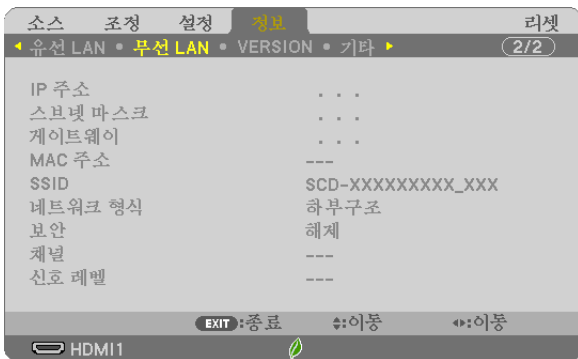 소스 조정 설정 정보 리셋
유선 LAN • 부선 LAN • VERSION • 기타 2/2
IP 주소 . . .
스브넷 마스크 . . .
게이트웨이 . . .
MAC 주소 ---
SSID SCD-XXXXXXXXX_XXX
네트워크 형식 하부구조
보안 해제
채널 ---
신호 레벨 ---
EXIT :종료 :이동 :이동
HDMI1